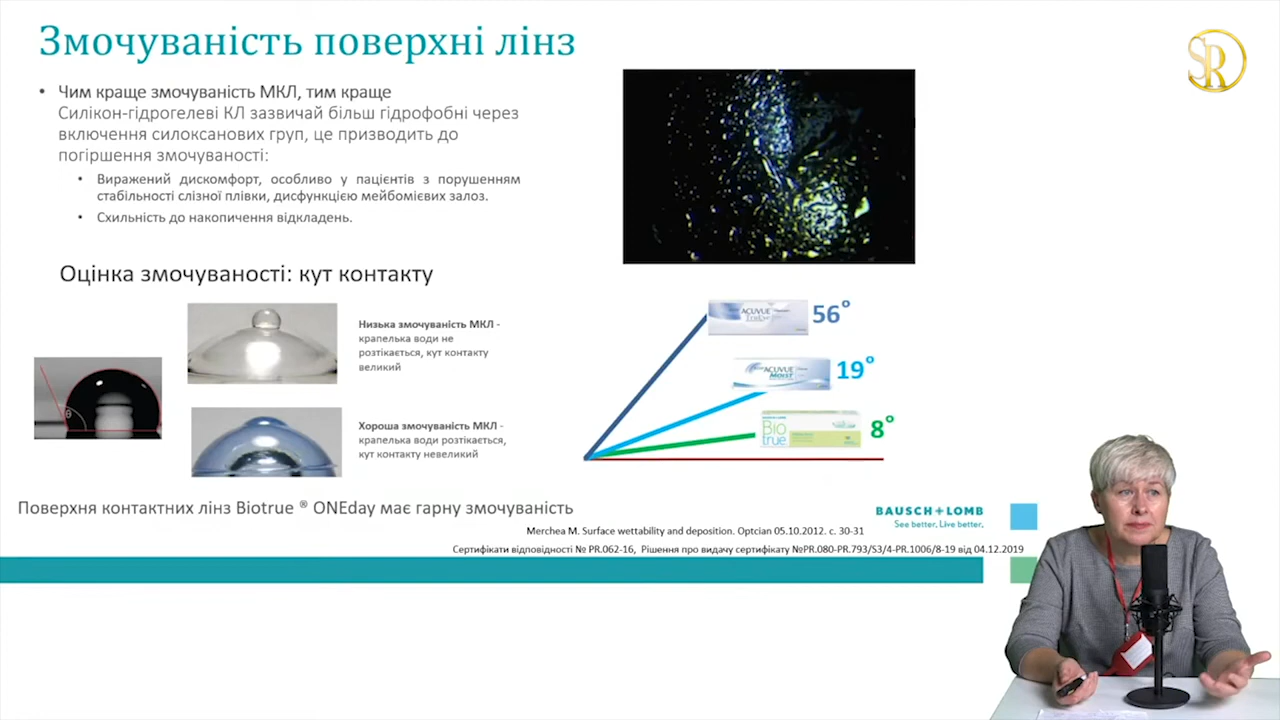 Змочуваність поверхні лінз
SR
• Чим краще змочуваність МКЛ, тим краще
Силікон-гідрогелеві КЛ зазвичай більш гідрофобні через
включення силоксанових груп, це призводить до
погіршення змочуваності:
• Виражений дискомфорт, особливо у пацієнтів з порушенням
стабільності слізної плівки, дисфункцією мейбомієвих залоз.
• Схильність до накопичення відкладень.
Оцінка змочуваності: кут контакту
θ
Низька змочуваність МКЛ -
крапелька води не
розтікається, кут контакту
великий
Хороша змочуваність МКЛ -
крапелька води розтікається,
кут контакту невеликий
ACUVUE
TruEye
56°
ACUVUE
MOIST
19°
Bio
true
8°
Поверхня контактних лінз Biotrue ® ONEday має гарну змочуваність
BAUSCH+LOMB
See better. Live better.
Merchea M. Surface wettability and deposition. Optcian 05.10.2012. с. 30-31
Сертифікати відповідності № PR.062-16, Рішення про видачу сертифікату №PR.080-PR.793/S3/4-PR.1006/8-19 від 04.12.2019